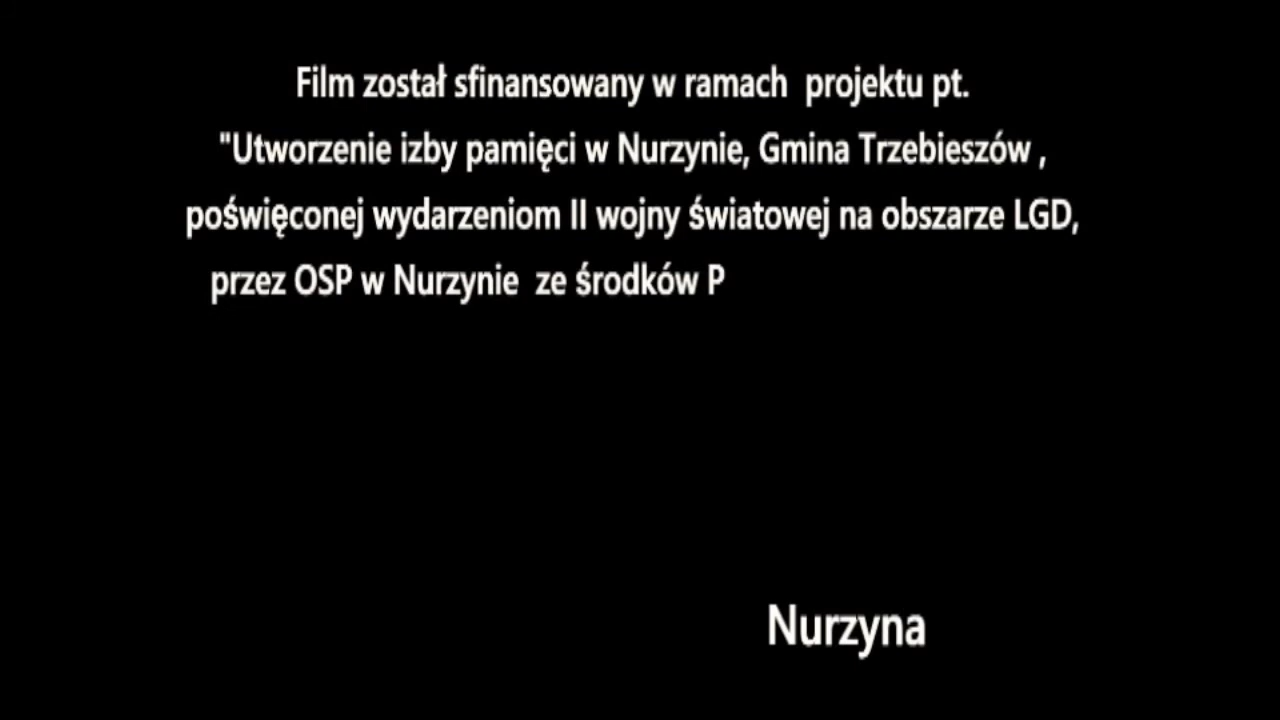 Film został sfinansowany w ramach projektu pt.
"Utworzenie izby pamięci w Nurzynie, Gmina Trzebieszów ,
poświęconej wydarzeniom II wojny światowej na obszarze LGD,
przez OSP w Nurzynie ze środków P
Nurzyna